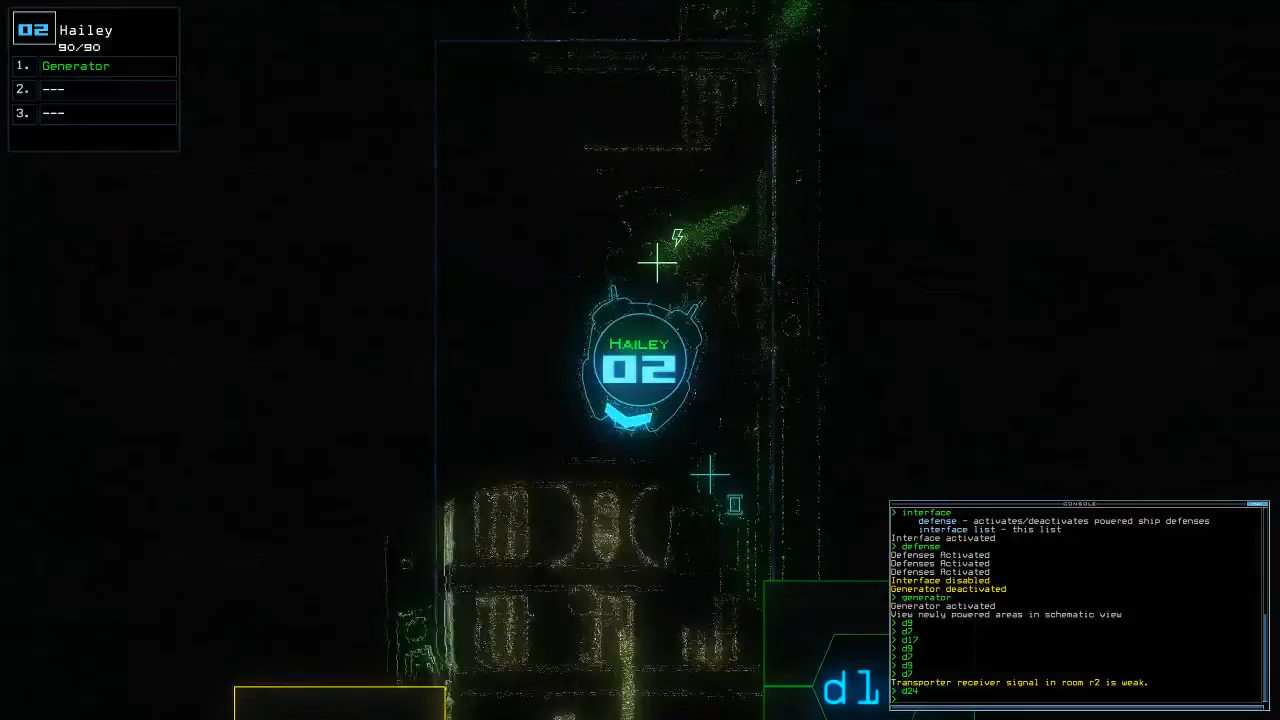 02 Hailey
90/90
1. Generator
2. ---
3. ---
HAILEY
02
d1
CONSOLE
> interface
defense - activates/deactivates powered ship defenses
interface list - this list
Interface activated
> defense
Defenses Activated
Defenses Activated
Defenses Activated
Interface disabled
Generator deactivated
> generator
Generator activated
View newly powered areas in schematic view
> d9
> d7
> d17
> d9
> d7
> d9
> d7
Transporter receiver signal in room r2 is weak.
> d24
>